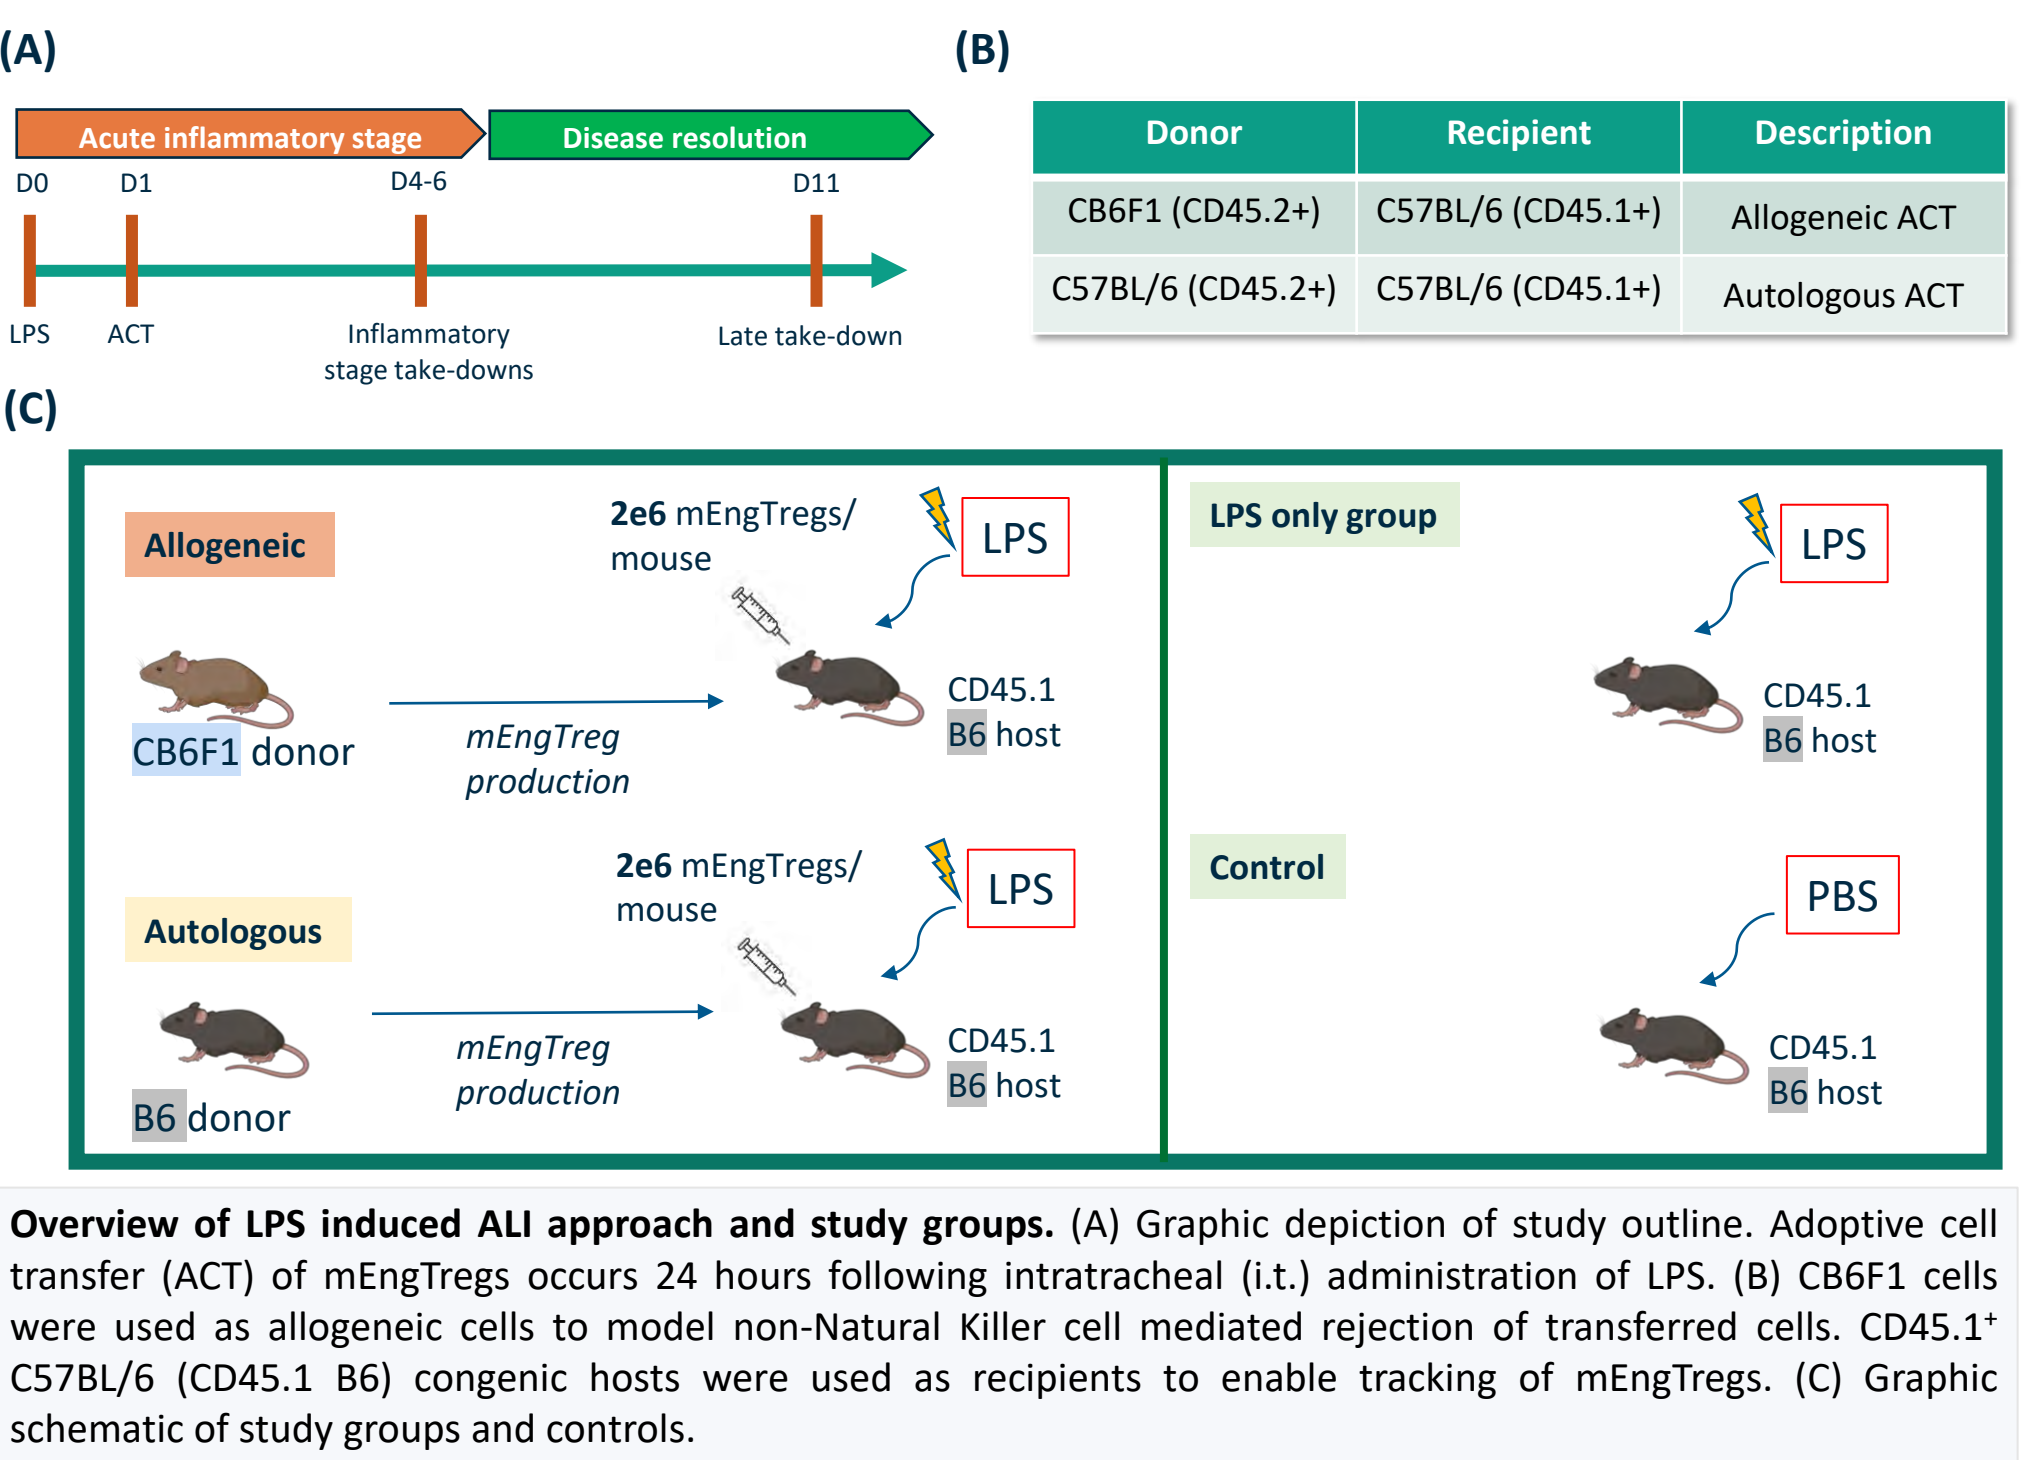 (A)
Acute inflammatory stage
Disease resolution
D0
D1
D4-6
D11
LPS
ACT
Inflammatory
stage take-downs
Late take-down
(B)
Donor
Recipient
Description
CB6F1 (CD45.2+)
C57BL/6 (CD45.1+)
Allogeneic ACT
C57BL/6 (CD45.2+)
C57BL/6 (CD45.1+)
Autologous ACT
(C)
Allogeneic
2e6 mEngTregs/
mouse
LPS
CB6F1 donor
mEngTreg
production
CD45.1
B6 host
Autologous
2e6 mEngTregs/
mouse
LPS
B6 donor
mEngTreg
production
CD45.1
B6 host
LPS only group
LPS
CD45.1
B6 host
Control
PBS
CD45.1
B6 host
Overview of LPS induced ALI approach and study groups. (A) Graphic depiction of study outline. Adoptive cell
transfer (ACT) of mEngTregs occurs 24 hours following intratracheal (i.t.) administration of LPS. (B) CB6F1 cells
were used as allogeneic cells to model non-Natural Killer cell mediated rejection of transferred cells. CD45.1⁺
C57BL/6 (CD45.1 B6) congenic hosts were used as recipients to enable tracking of mEngTregs. (C) Graphic
schematic of study groups and controls.